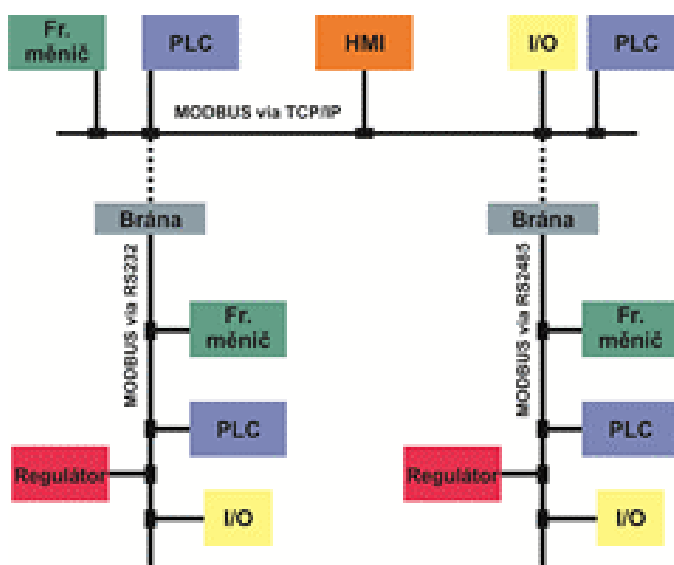 Fr.
měnič
PLC
HMI
I/O
PLC
MODBUS via TCP/IP
Brána
Brána
MODBUS via RS232
MODBUS via RS2485
Fr.
měnič
Fr.
měnič
PLC
PLC
Regulátor
Regulátor
I/O
I/O